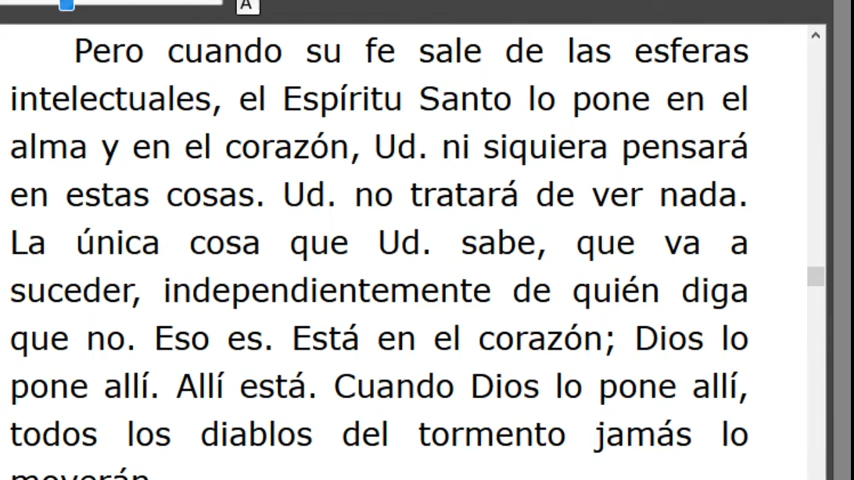 A
Pero cuando su fe sale de las esferas
intelectuales, el Espíritu Santo lo pone en el
alma y en el corazón, Ud. ni siquiera pensará
en estas cosas. Ud. no tratará de ver nada.
La única cosa que Ud. sabe, que va a
suceder, independientemente de quién diga
que no. Eso es. Está en el corazón; Dios lo
pone allí. Allí está. Cuando Dios lo pone allí,
todos los diablos del tormento jamás lo
moverán